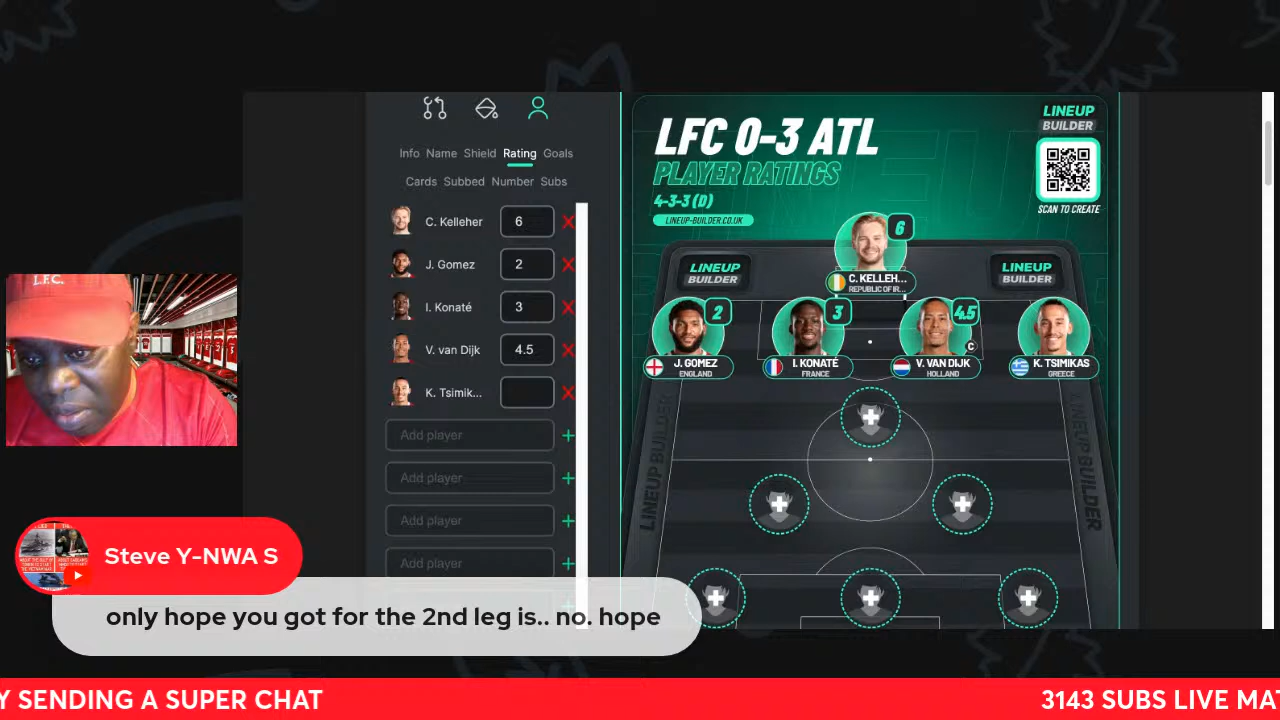 Info Name Shield Rating Goals
Cards Subbed Number Subs
C. Kelleher 6 X
J. Gomez 2 X
I. Konaté 3 X
V. van Dijk 4.5 X
K. Tsimik... X
Add player +
Add player +
Add player +
Add player +
LFC 0-3 ATL
PLAYER RATINGS
4-3-3 (D)
LINEUP-BUILDER.CO.UK
LINEUP
BUILDER
SCAN TO CREATE
LINEUP
BUILDER
LINEUP
BUILDER
6
C. KELLEH...
REPUBLIC OF IR...
2
J. GOMEZ
ENGLAND
3
I. KONATÉ
FRANCE
4.5
C
V. VAN DIJK
HOLLAND
K. TSIMIKAS
GREECE
LINEUP BUILDER
LINEUP BUILDER
L.F.C.
Steve Y-NWA S
only hope you got for the 2nd leg is.. no. hope
Y SENDING A SUPER CHAT
3143 SUBS LIVE MAT